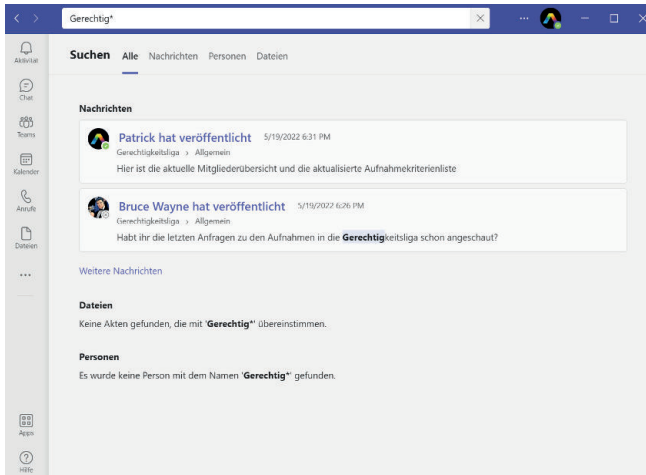 Gerechtig*
Suchen Alle Nachrichten Personen Dateien
Aktivität
Chat
Teams
Kalender
Anrufe
Dateien
Nachrichten
Patrick hat veröffentlicht 5/19/2022 6:31 PM
Gerechtigkeitsliga > Allgemein
Hier ist die aktuelle Mitgliederübersicht und die aktualisierte Aufnahmekriterienliste
Bruce Wayne hat veröffentlicht 5/19/2022 6:26 PM
Gerechtigkeitsliga > Allgemein
Habt ihr die letzten Anfragen zu den Aufnahmen in die Gerechtigkeitsliga schon angeschaut?
Weitere Nachrichten
Dateien
Keine Akten gefunden, die mit 'Gerechtig*' übereinstimmen.
Personen
Es wurde keine Person mit dem Namen 'Gerechtig*' gefunden.
Apps
Hilfe